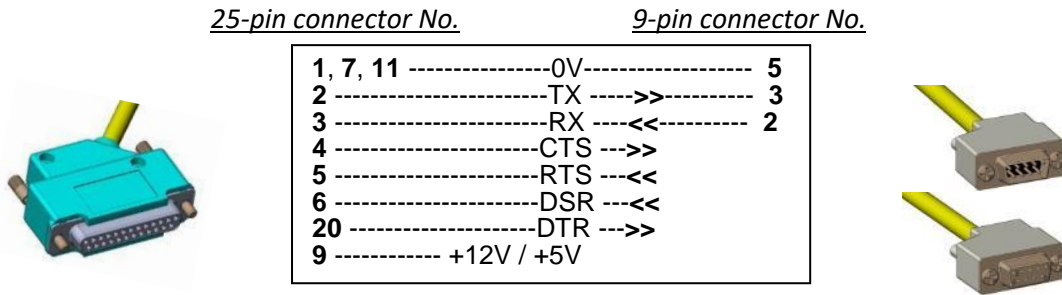 25-pin connector No. 9-pin connector No.
1, 7, 11 ----------------0V------------------- 5
2 ------------------------TX ----->>---------- 3
3 ------------------------RX ----<<---------- 2
4 -----------------------CTS --->>
5 -----------------------RTS ---<<
6 -----------------------DSR ---<<
20 ---------------------DTR --->>
9 ------------ +12V / +5V